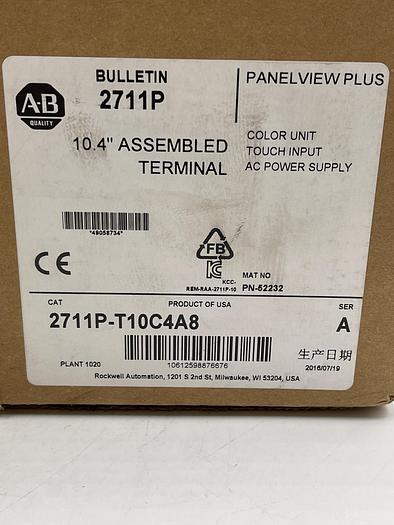 A-B
QUALITY
BULLETIN
2711P
PANELVIEW PLUS
10.4" ASSEMBLED
TERMINAL
COLOR UNIT
TOUCH INPUT
AC POWER SUPPLY
*49058734*
CE
FB
KCC-
REM-RAA-2711P-10
MAT NO
PN-52232
CAT
PRODUCT OF USA
SER
2711P-T10C4A8
A
生产日期
PLANT 1020
10612598876676
2016/07/19
Rockwell Automation, 1201 S 2nd St, Milwaukee, WI 53204, USA